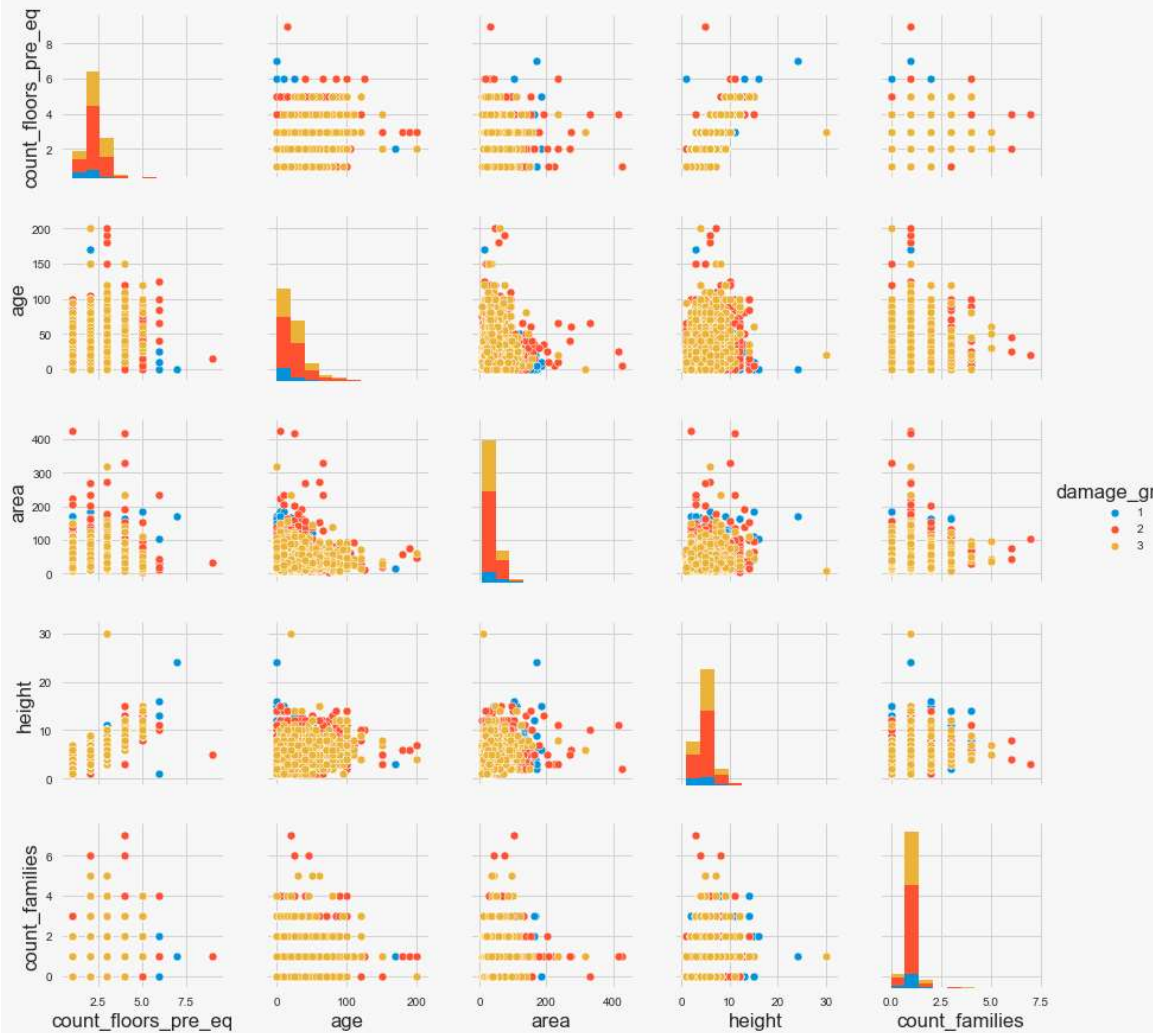 count_floors_pre_eq
8
6
4
2
age
200
150
100
50
0
area
400
300
200
100
0
damage_gr
1
2
3
height
30
20
10
0
count_families
6
4
2
0
2.5 5.0 7.5
0 100 200
0 200 400
0 10 20 30
0.0 2.5 5.0 7.5
count_floors_pre_eq age area height count_families